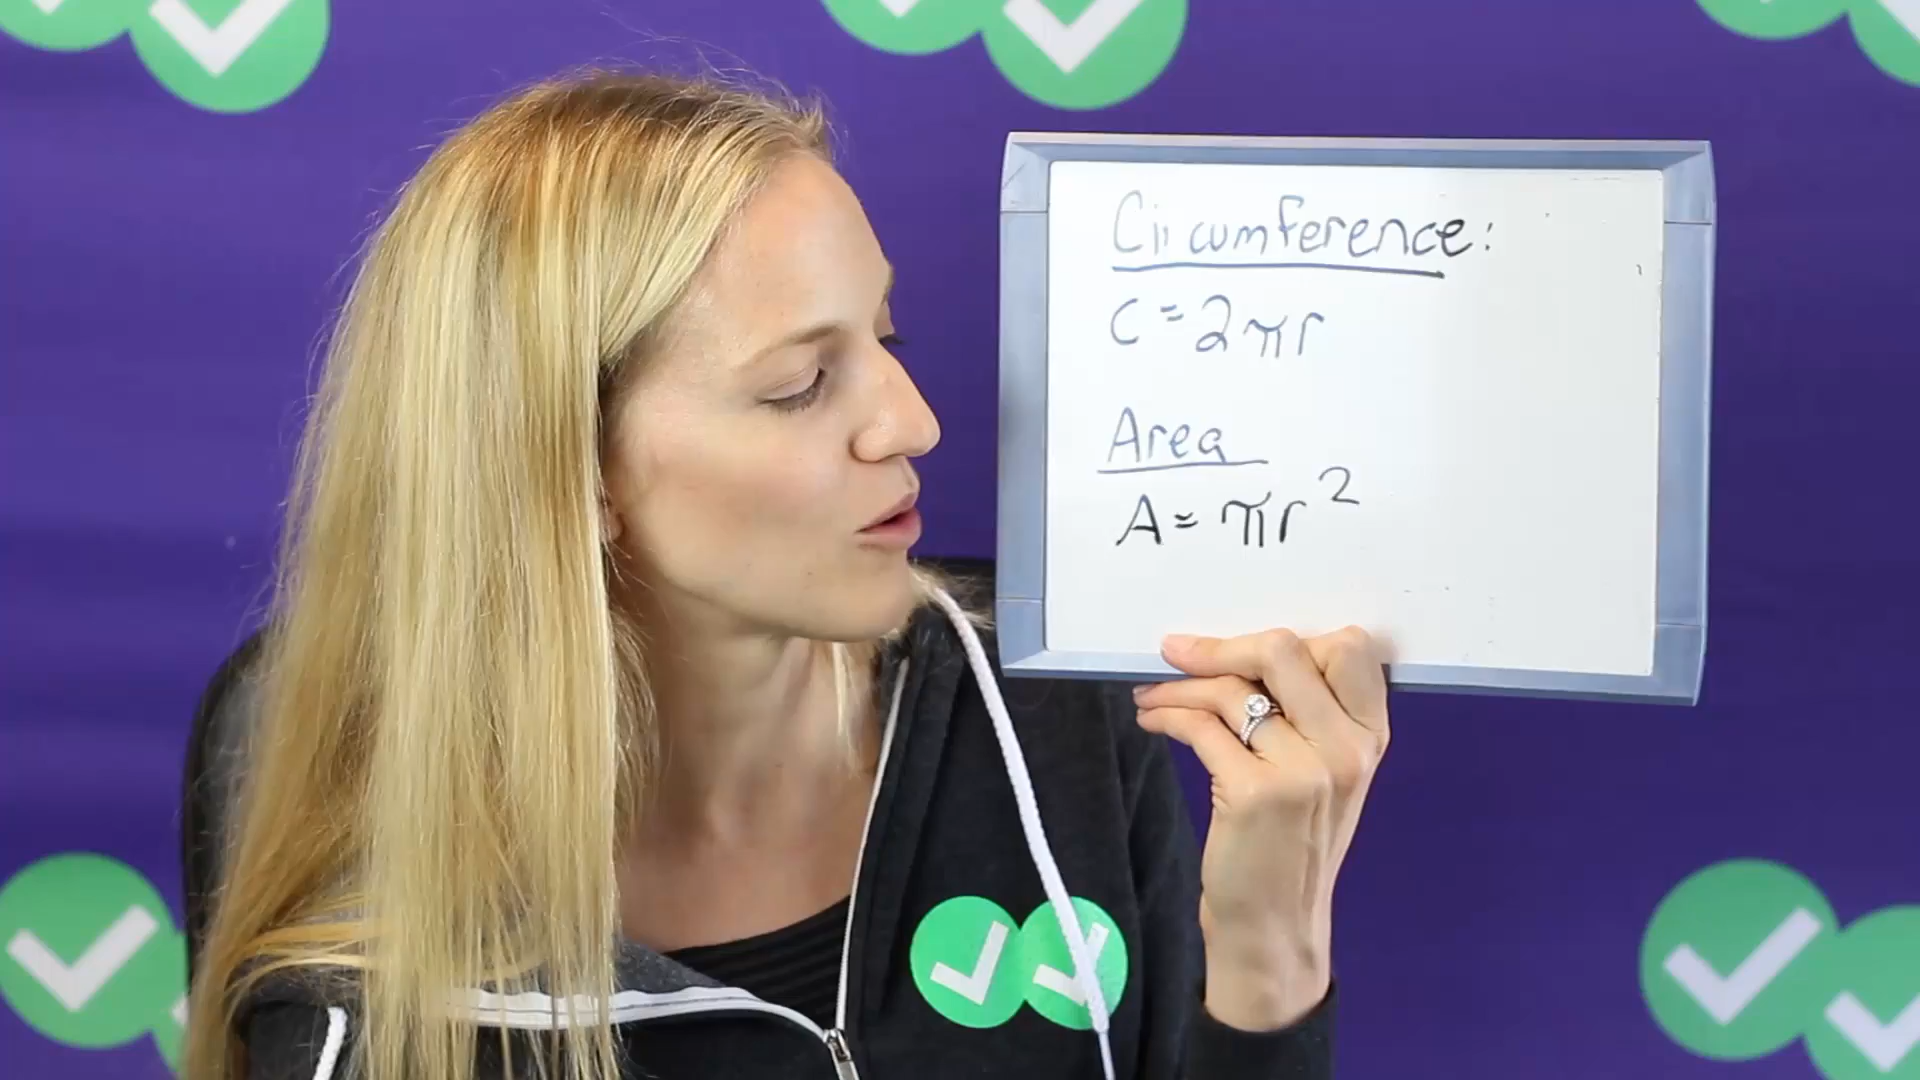 Circumference:
C = 2πr
Area
A = πr²